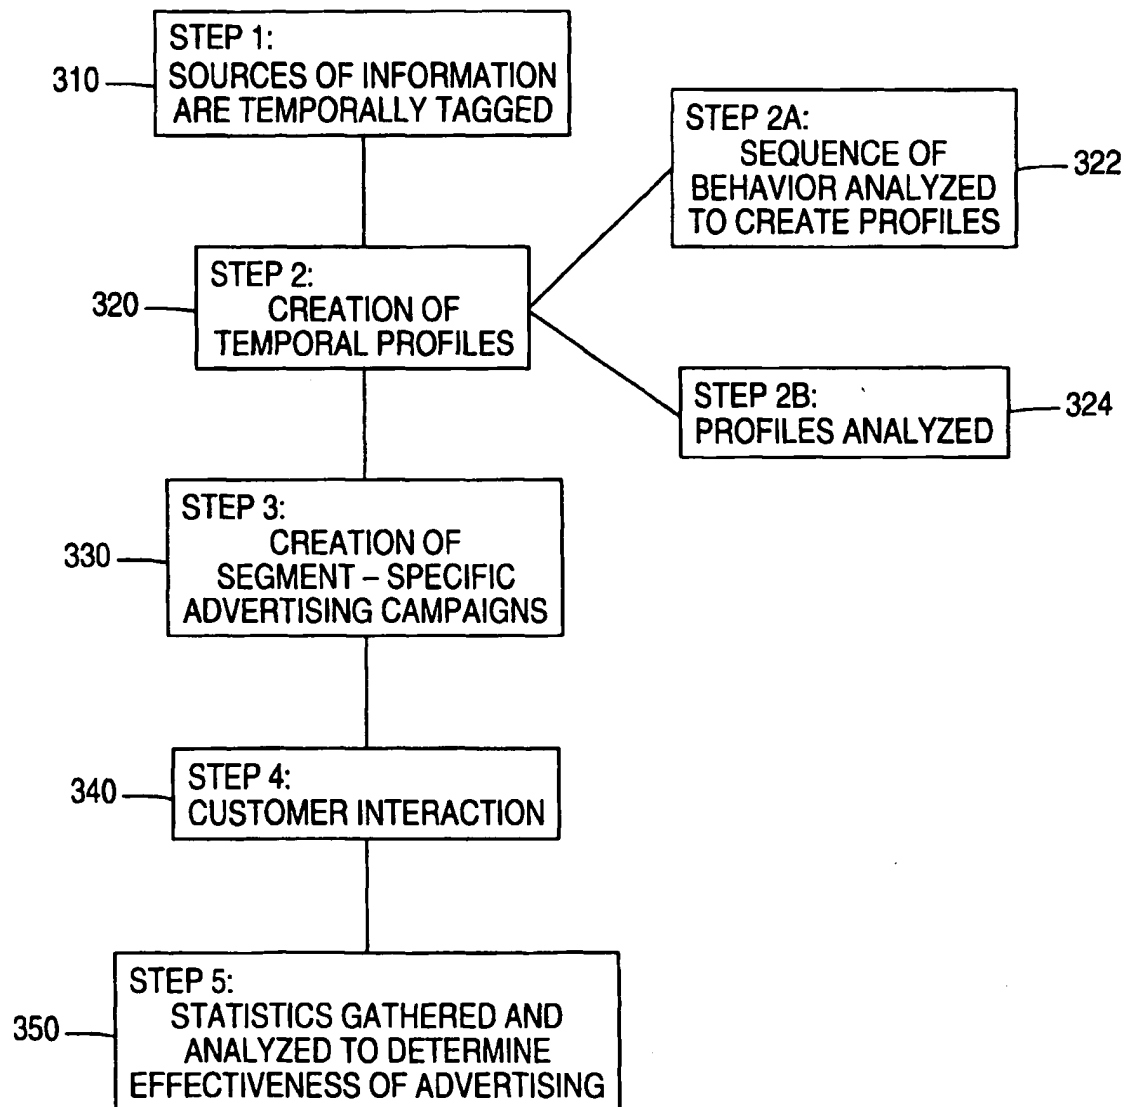 STEP 1:
310
SOURCES OF INFORMATION
ARE TEMPORALLY TAGGED
STEP 2A:
SEQUENCE OF
322
BEHAVIOR ANALYZED
TO CREATE PROFILES
STEP 2:
320
CREATION OF
TEMPORAL PROFILES
STEP 2B:
324
PROFILES ANALYZED
STEP 3:
330
CREATION OF
SEGMENT – SPECIFIC
ADVERTISING CAMPAIGNS
STEP 4:
340
CUSTOMER INTERACTION
STEP 5:
350
STATISTICS GATHERED AND
ANALYZED TO DETERMINE
EFFECTIVENESS OF ADVERTISING